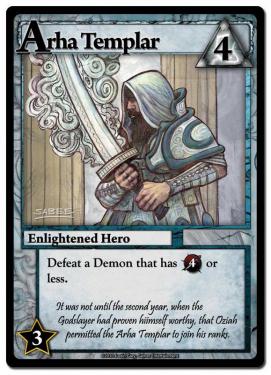 Arha Templar
4
SABEE
Enlightened Hero
Defeat a Demon that has 4 or
less.
It was not until the second year, when the
Godslayer had proven himself worthy, that Oziah
permitted the Arha Templar to join his ranks.
3